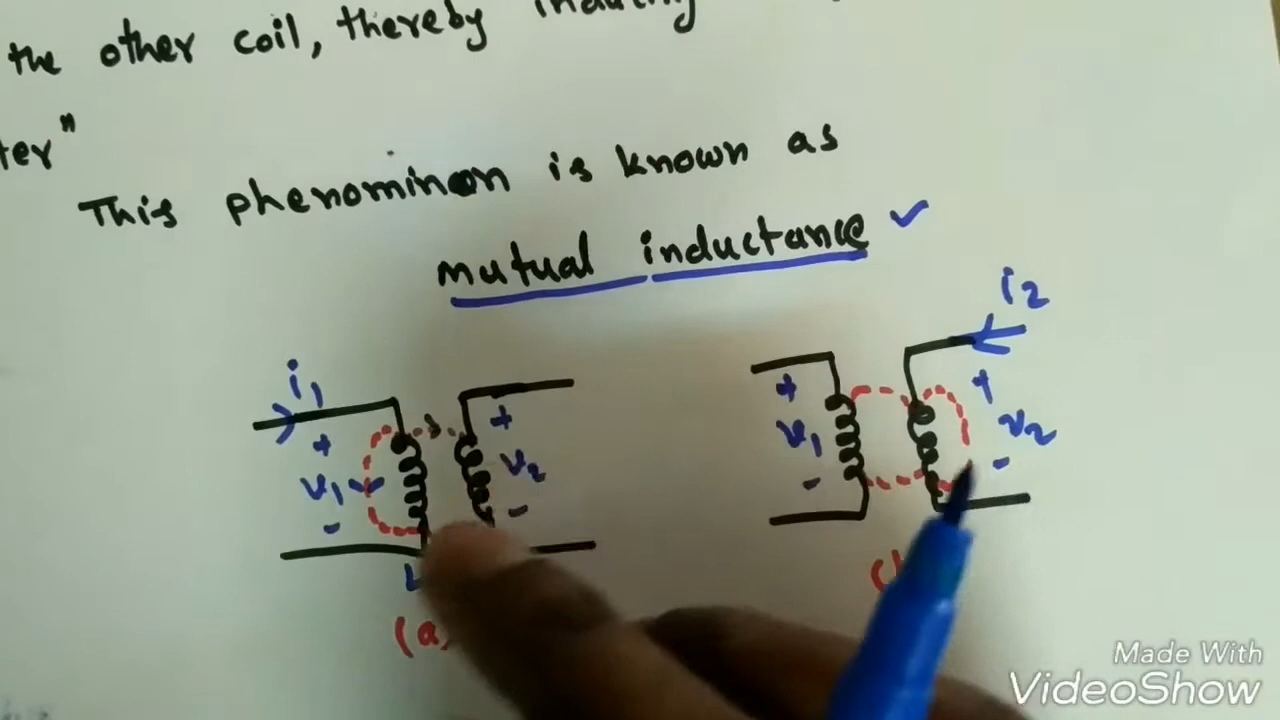 the other coil, thereby
ter"
This phenominon is known as
mutual inductance ✓
i1
+
v1
-
+
v2
-
(a)
+
v1
-
i2
+
v2
-
Made With
VideoShow